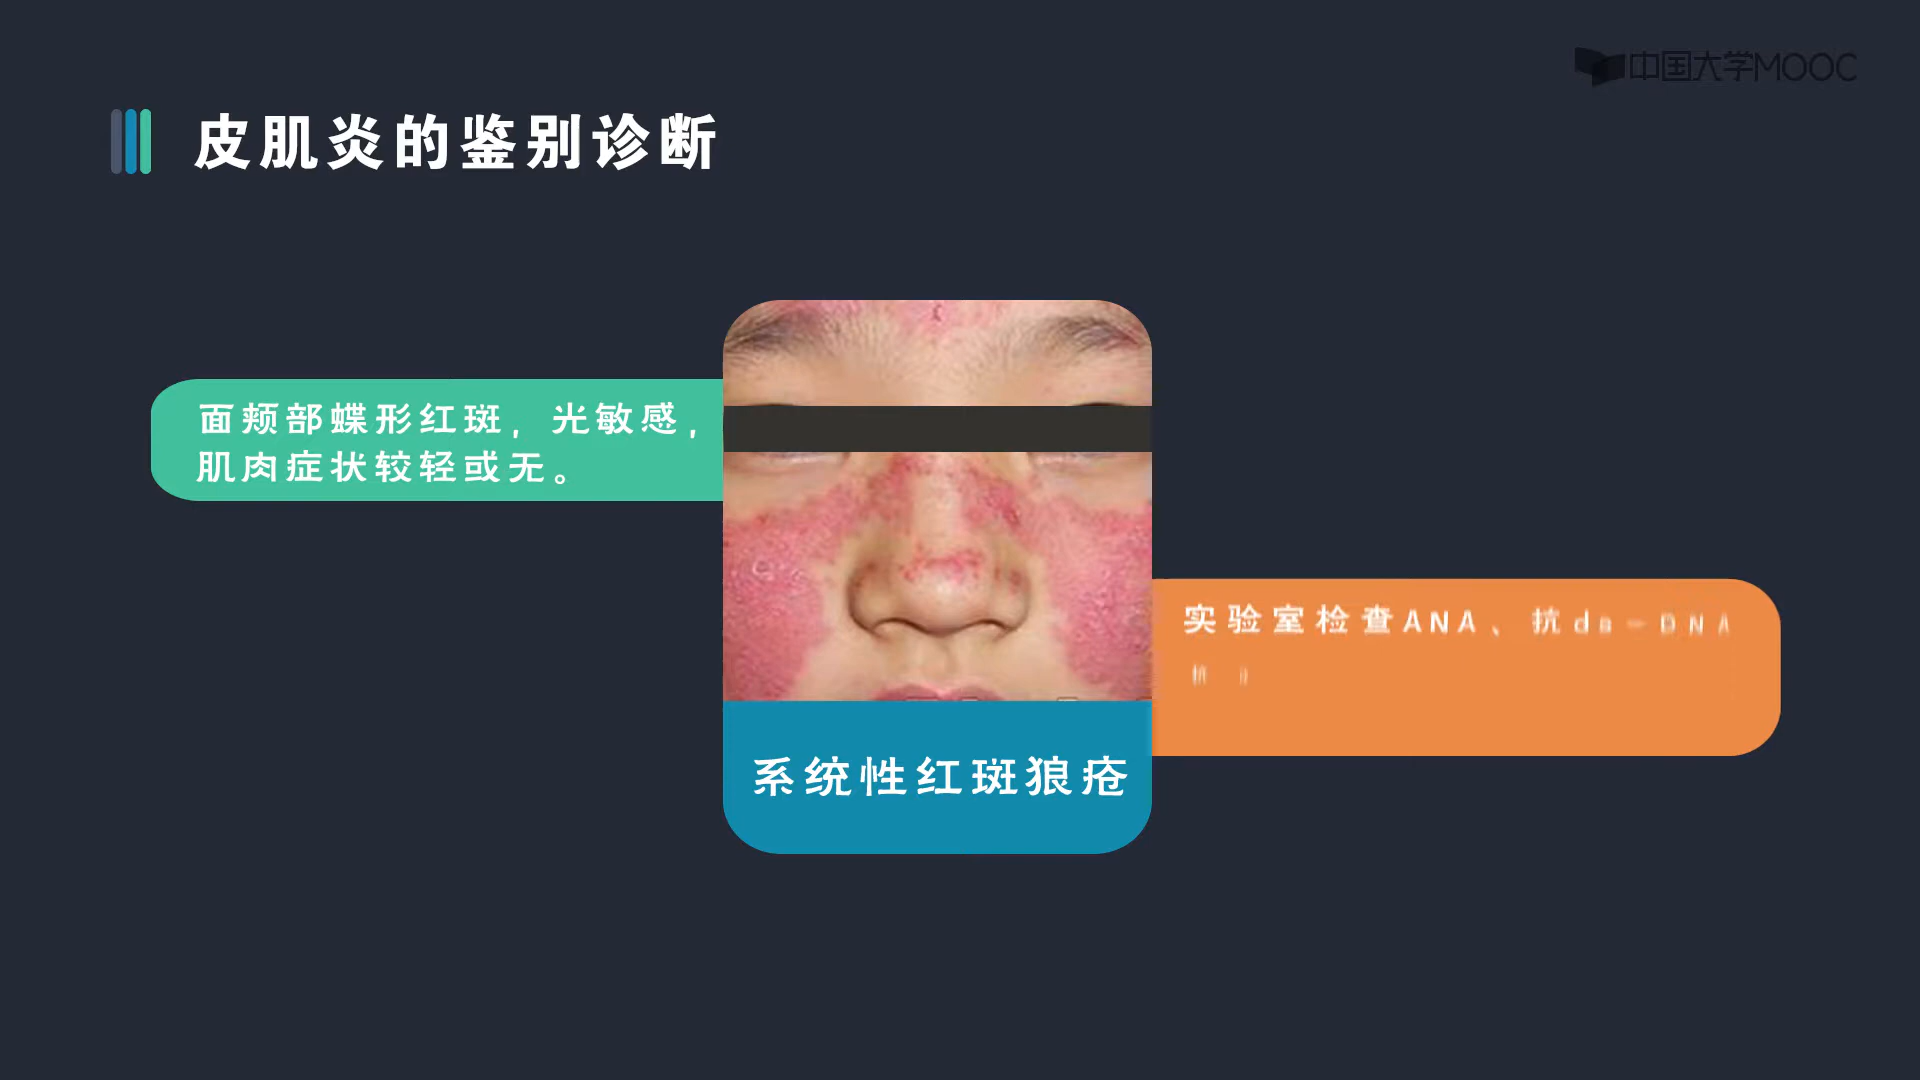 中国大学MOOC
皮肌炎的鉴别诊断
面颊部蝶形红斑，光敏感，
肌肉症状较轻或无。
实验室检查ANA、抗ds-DNA
系统性红斑狼疮